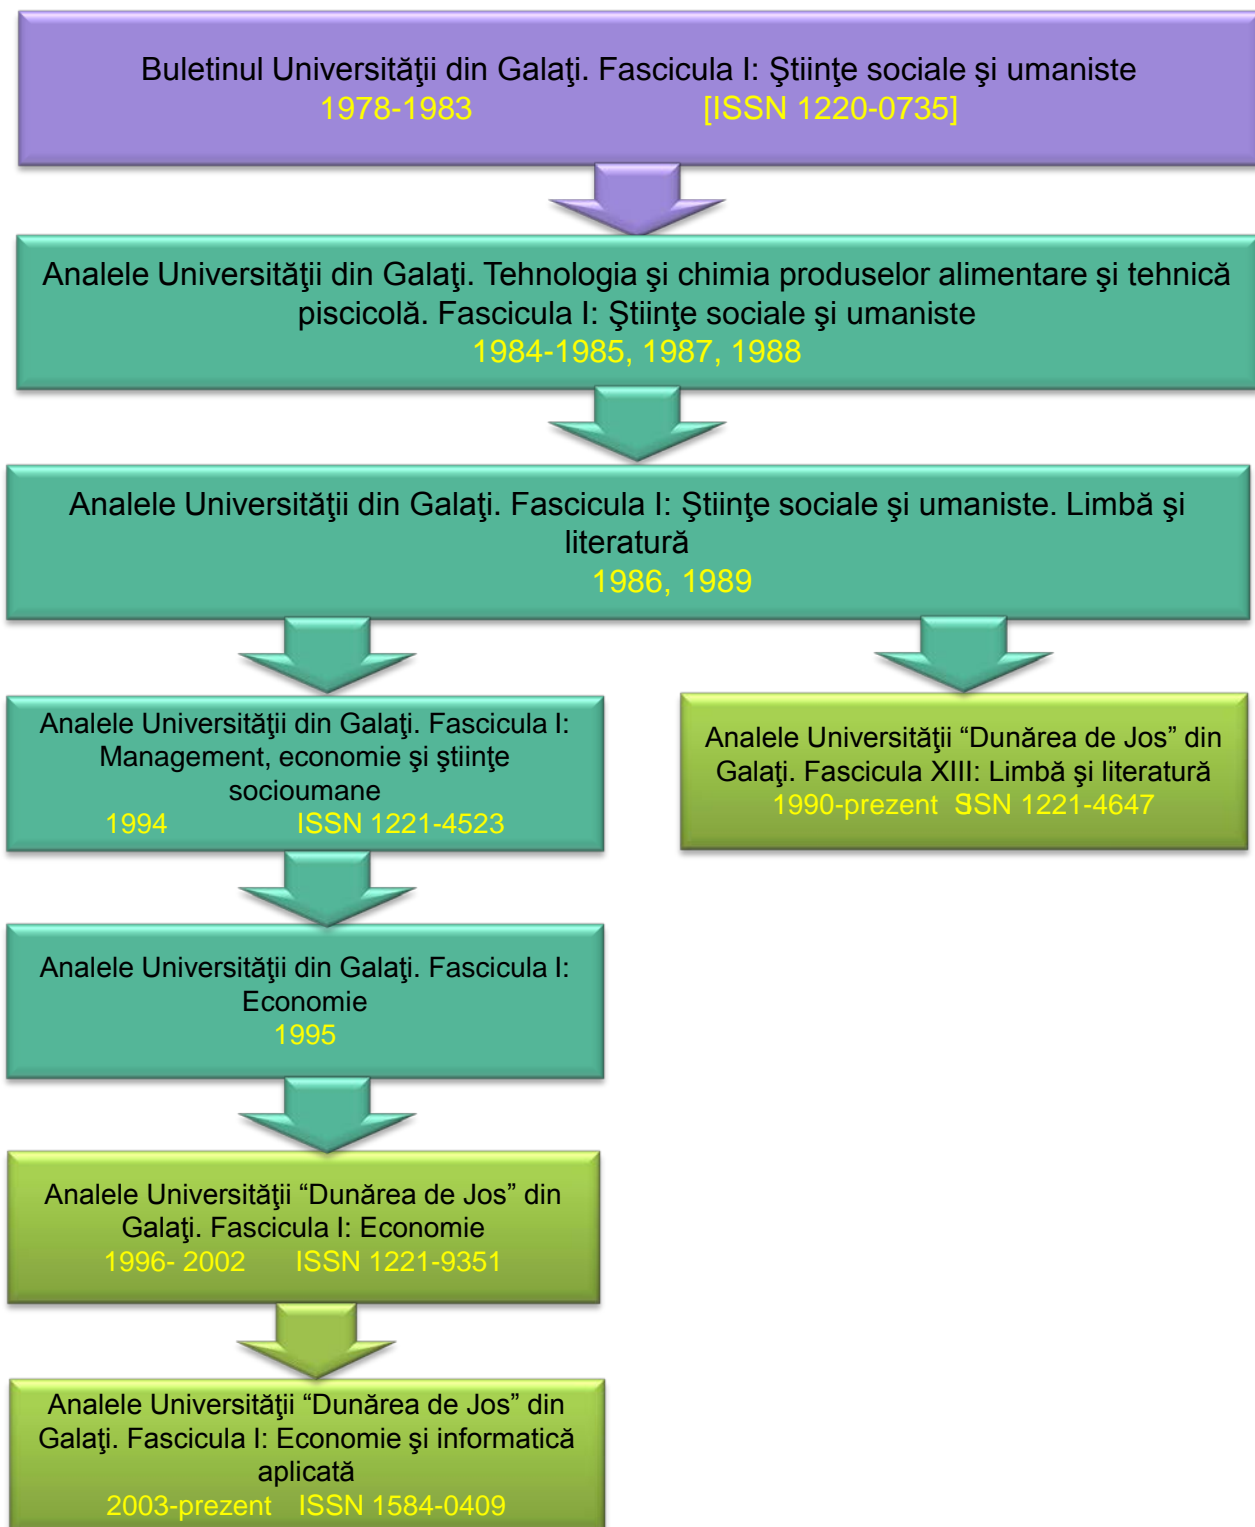 Buletinul Universităţii din Galaţi. Fascicula I: Ştiinţe sociale şi umaniste
1978-1983 [ISSN 1220-0735]
Analele Universităţii din Galaţi. Tehnologia şi chimia produselor alimentare şi tehnică
piscicolă. Fascicula I: Ştiinţe sociale şi umaniste
1984-1985, 1987, 1988
Analele Universităţii din Galaţi. Fascicula I: Ştiinţe sociale şi umaniste. Limbă şi
literatură
1986, 1989
Analele Universităţii din Galaţi. Fascicula I:
Management, economie şi ştiinţe
socioumane
1994 ISSN 1221-4523
Analele Universităţii “Dunărea de Jos” din
Galaţi. Fascicula XIII: Limbă şi literatură
1990-prezent ISSN 1221-4647
Analele Universităţii din Galaţi. Fascicula I:
Economie
1995
Analele Universităţii “Dunărea de Jos” din
Galaţi. Fascicula I: Economie
1996- 2002 ISSN 1221-9351
Analele Universităţii “Dunărea de Jos” din
Galaţi. Fascicula I: Economie şi informatică
aplicată
2003-prezent ISSN 1584-0409